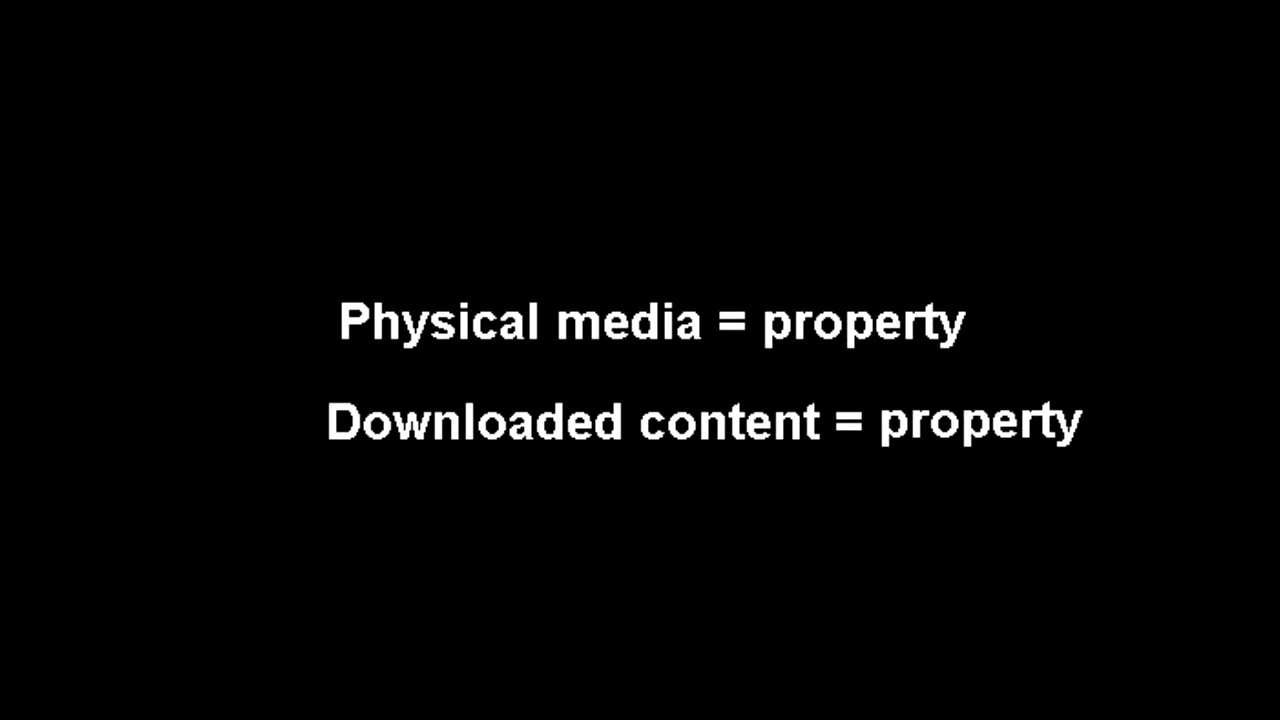 Physical media = property
Downloaded content = property